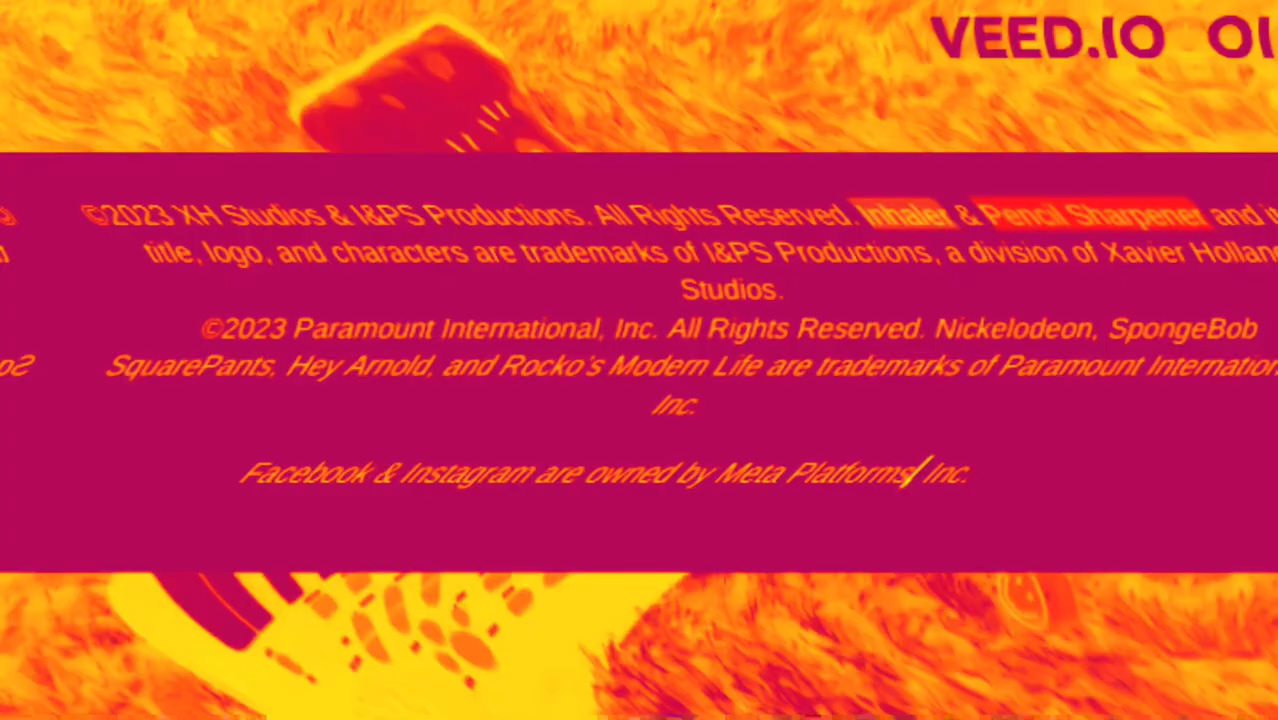 VEED.IO OI
©2023 XH Studios & I&PS Productions. All Rights Reserved. Inhaler & Pencil Sharpener and it
title, logo, and characters are trademarks of I&PS Productions, a division of Xavier Hollan
Studios.
©2023 Paramount International, Inc. All Rights Reserved. Nickelodeon, SpongeBob
SquarePants, Hey Arnold, and Rocko's Modern Life are trademarks of Paramount Internation
Inc.
Facebook & Instagram are owned by Meta Platforms/ Inc.